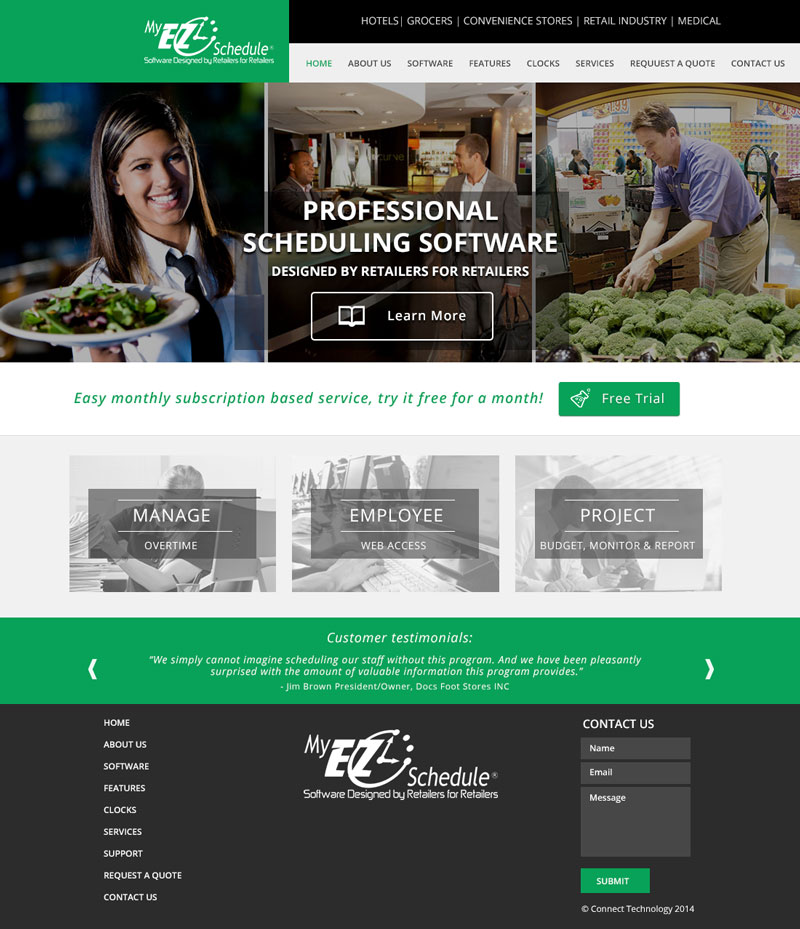 My EZ Schedule®
Software Designed by Retailers for Retailers
HOTELS| GROCERS | CONVENIENCE STORES | RETAIL INDUSTRY | MEDICAL
HOME ABOUT US SOFTWARE FEATURES CLOCKS SERVICES REQUUEST A QUOTE CONTACT US
PROFESSIONAL
SCHEDULING SOFTWARE
DESIGNED BY RETAILERS FOR RETAILERS
Learn More
Easy monthly subscription based service, try it free for a month!
Free Trial
MANAGE
OVERTIME
EMPLOYEE
WEB ACCESS
PROJECT
BUDGET, MONITOR & REPORT
Customer testimonials:
“We simply cannot imagine scheduling our staff without this program. And we have been pleasantly
surprised with the amount of valuable information this program provides.”
- Jim Brown President/Owner, Docs Foot Stores INC
HOME
ABOUT US
SOFTWARE
FEATURES
CLOCKS
SERVICES
SUPPORT
REQUEST A QUOTE
CONTACT US
My EZ Schedule®
Software Designed by Retailers for Retailers
CONTACT US
Name
Email
Message
SUBMIT
© Connect Technology 2014